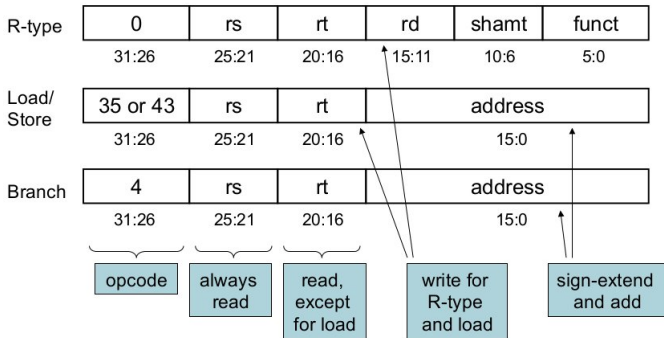 R-type 0 rs rt rd shamt funct
31:26 25:21 20:16 15:11 10:6 5:0
Load/
Store 35 or 43 rs rt address
31:26 25:21 20:16 15:0
Branch 4 rs rt address
31:26 25:21 20:16 15:0
opcode
always
read
read,
except
for load
write for
R-type
and load
sign-extend
and add